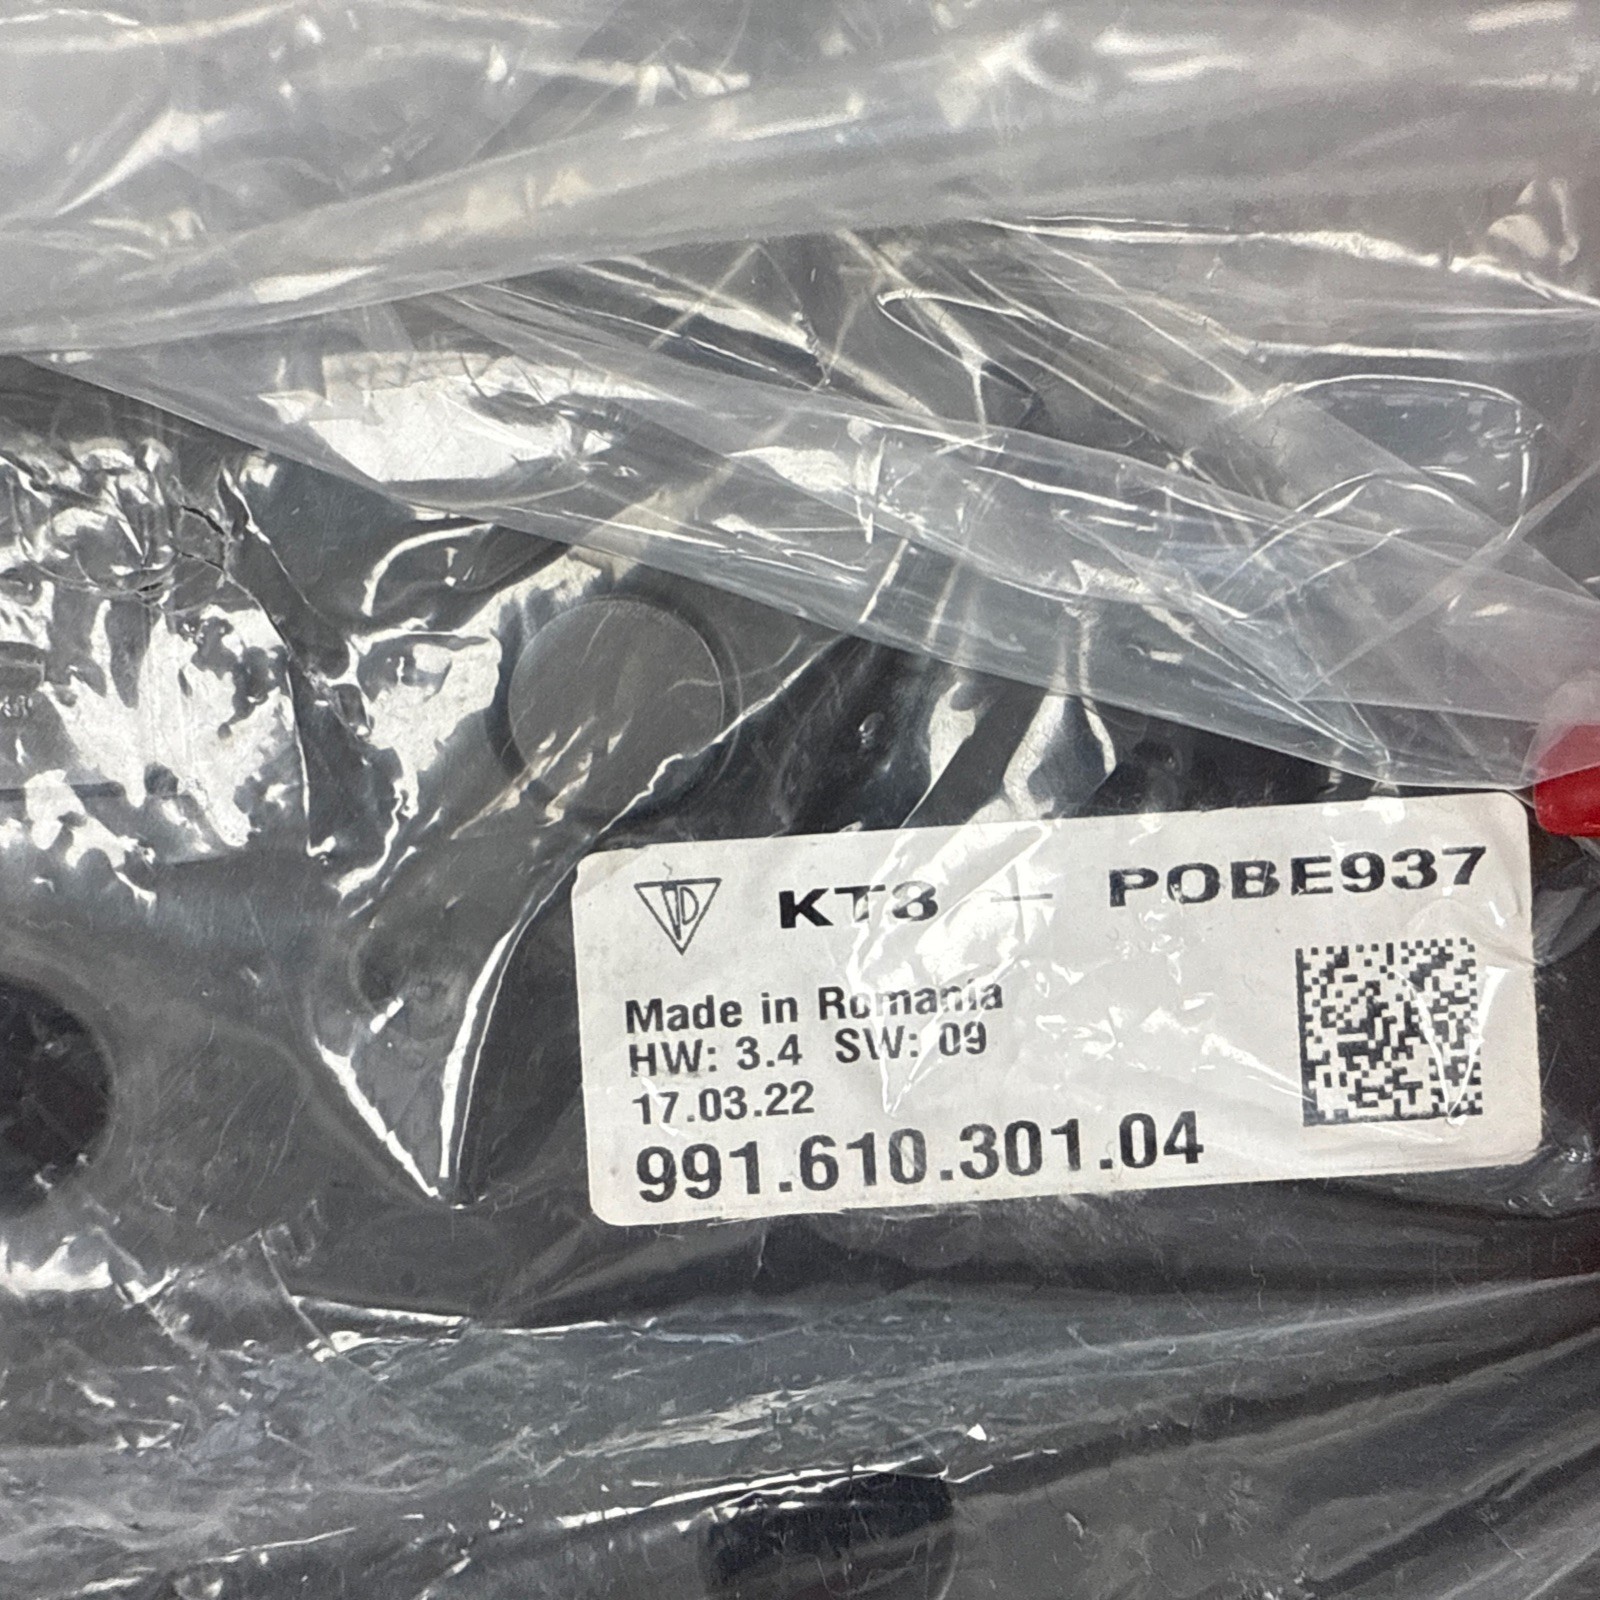 KT8 — POBE937
Made in Romania
HW: 3.4 SW: 09
17.03.22
991.610.301.04